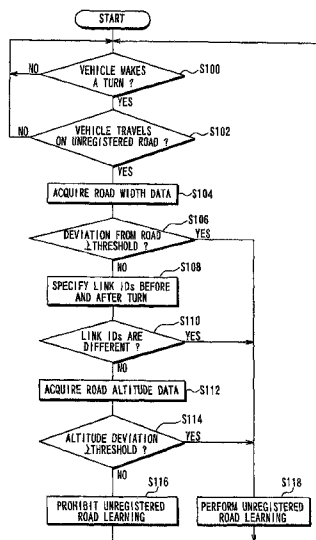 START
VEHICLE MAKES
A TURN ?
S100
NO
YES
VEHICLE TRAVELS
ON UNREGISTERED ROAD ?
S102
NO
YES
ACQUIRE ROAD WIDTH DATA
S104
DEVIATION FROM ROAD
≥THRESHOLD ?
S106
YES
NO
SPECIFY LINK IDs BEFORE
AND AFTER TURN
S108
LINK IDs ARE
DIFFERENT ?
S110
YES
NO
ACQUIRE ROAD ALTITUDE DATA
S112
ALTITUDE DEVIATION
≥THRESHOLD ?
S114
YES
NO
PROHIBIT UNREGISTERED
ROAD LEARNING
S116
PERFORM UNREGISTERED
ROAD LEARNING
S118